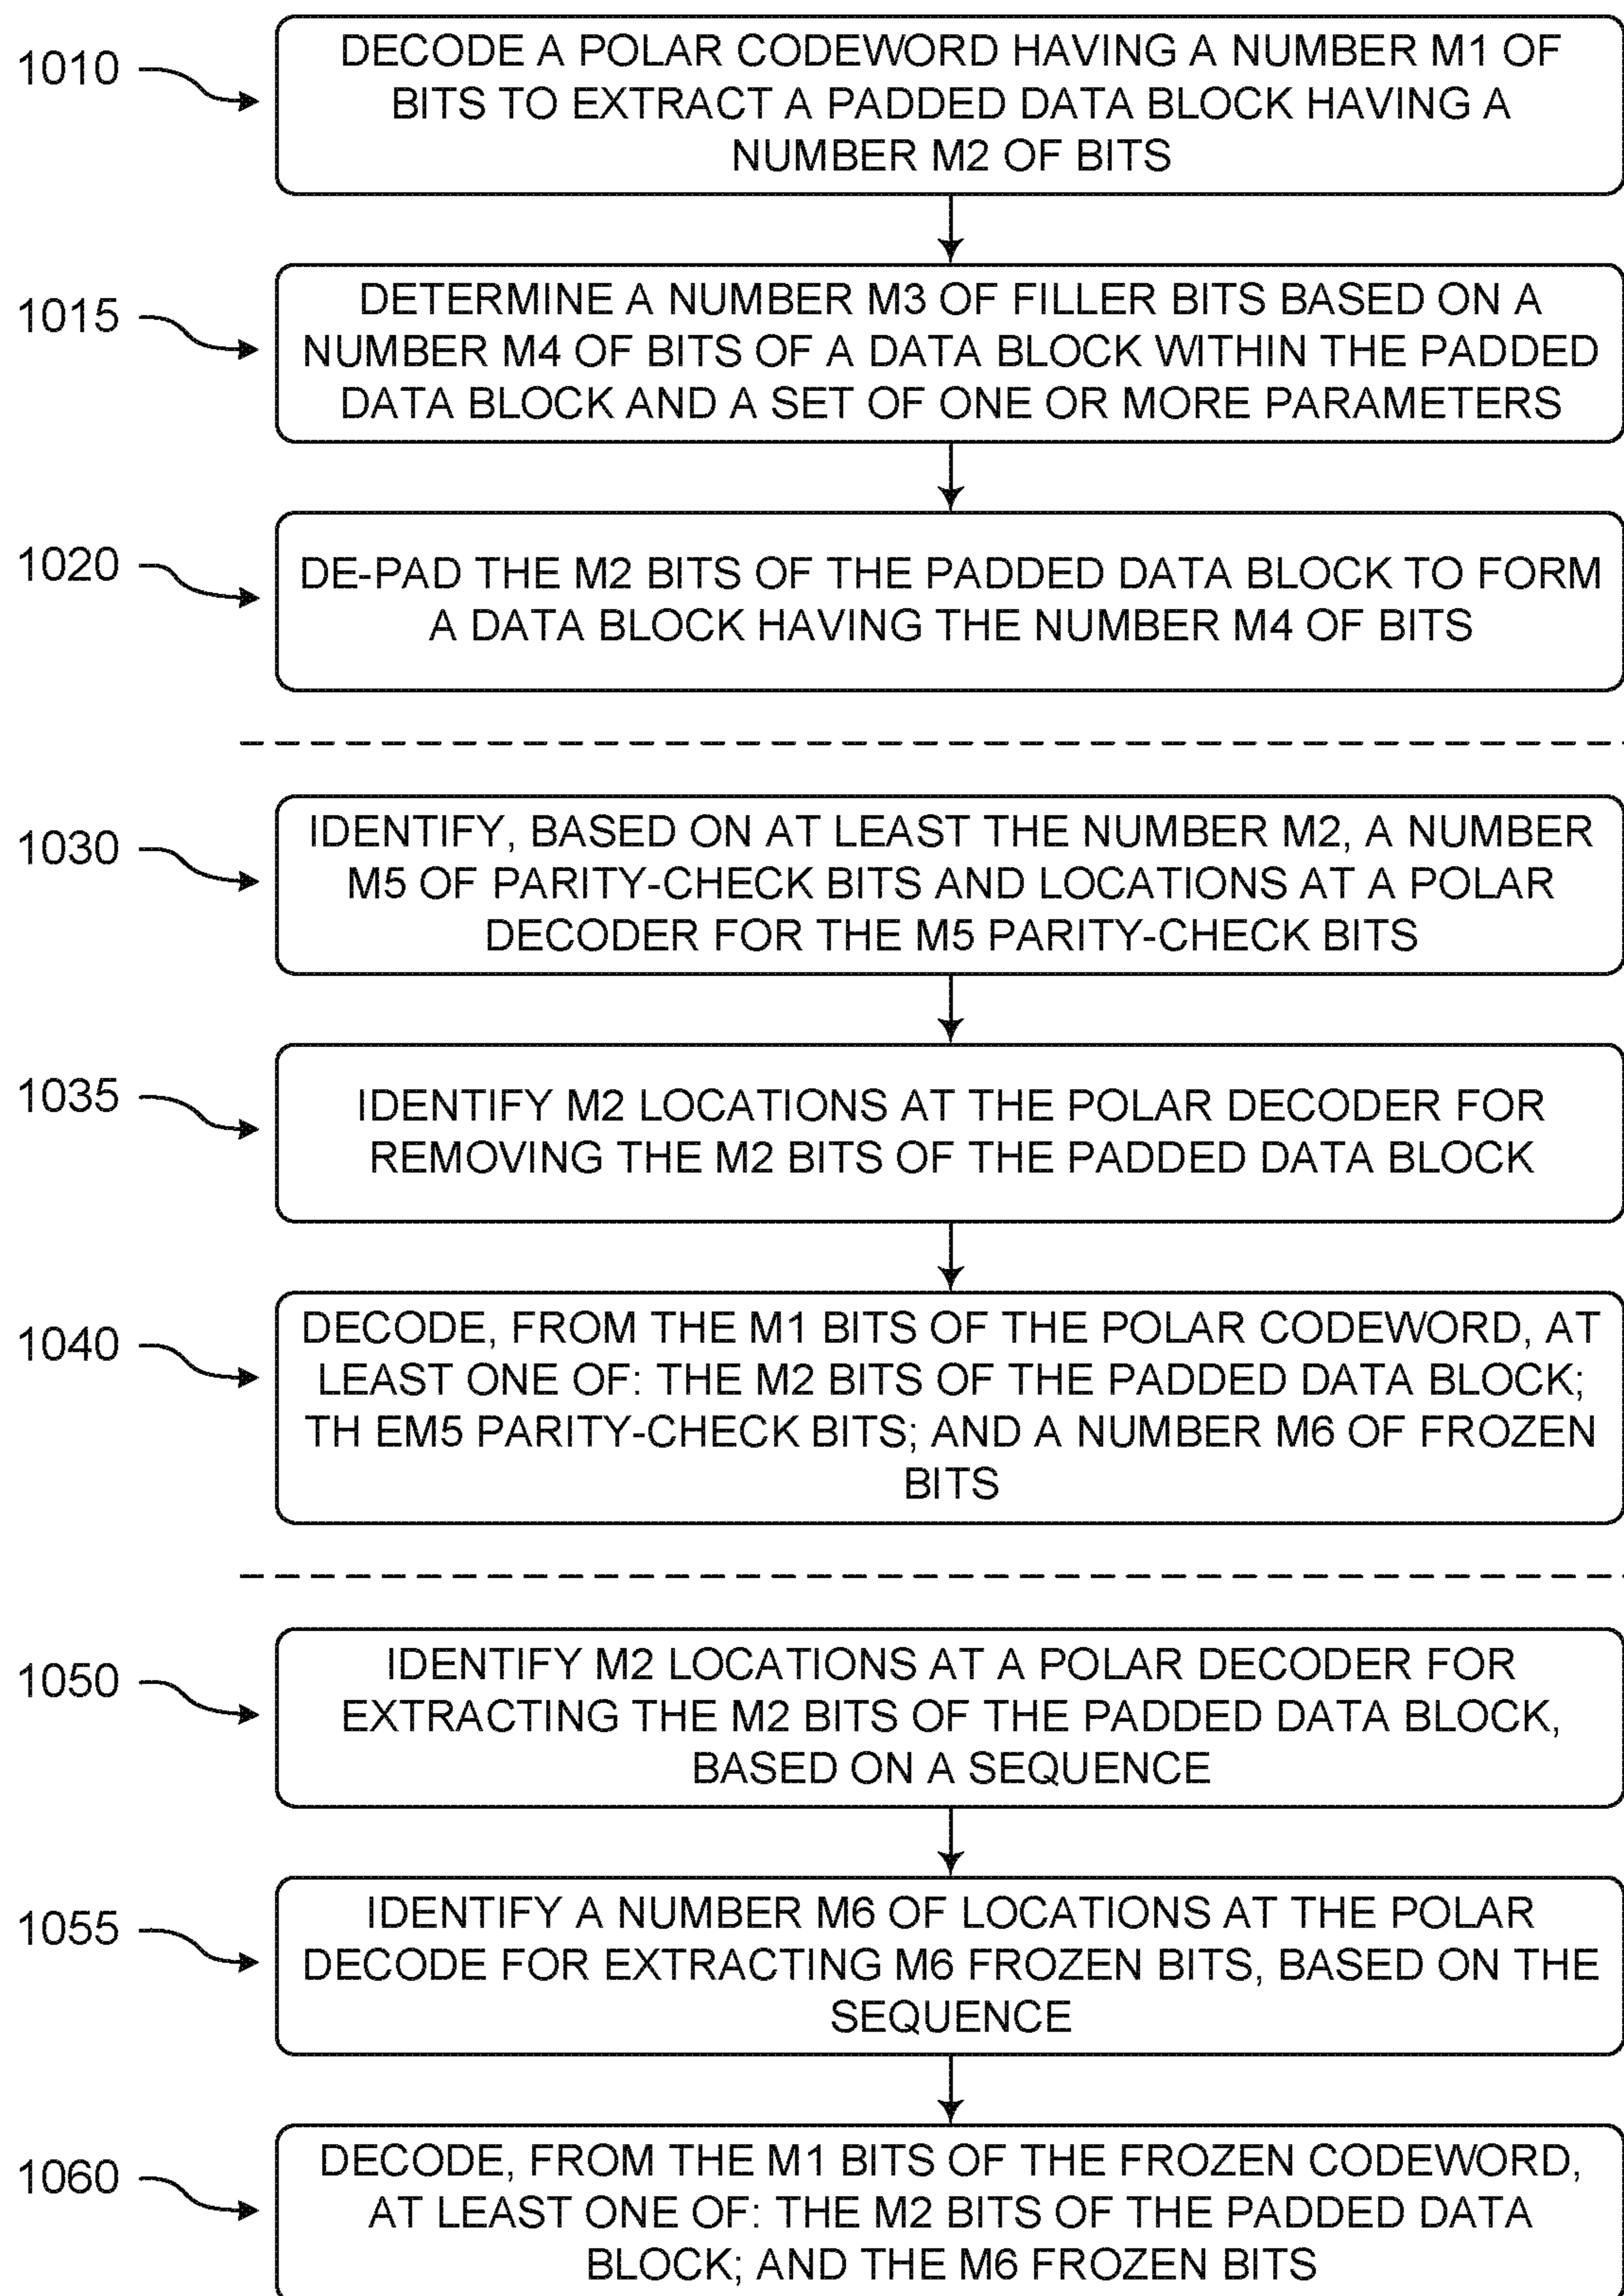 1010
DECODE A POLAR CODEWORD HAVING A NUMBER M1 OF
BITS TO EXTRACT A PADDED DATA BLOCK HAVING A
NUMBER M2 OF BITS
1015
DETERMINE A NUMBER M3 OF FILLER BITS BASED ON A
NUMBER M4 OF BITS OF A DATA BLOCK WITHIN THE PADDED
DATA BLOCK AND A SET OF ONE OR MORE PARAMETERS
1020
DE-PAD THE M2 BITS OF THE PADDED DATA BLOCK TO FORM
A DATA BLOCK HAVING THE NUMBER M4 OF BITS
1030
IDENTIFY, BASED ON AT LEAST THE NUMBER M2, A NUMBER
M5 OF PARITY-CHECK BITS AND LOCATIONS AT A POLAR
DECODER FOR THE M5 PARITY-CHECK BITS
1035
IDENTIFY M2 LOCATIONS AT THE POLAR DECODER FOR
REMOVING THE M2 BITS OF THE PADDED DATA BLOCK
1040
DECODE, FROM THE M1 BITS OF THE POLAR CODEWORD, AT
LEAST ONE OF: THE M2 BITS OF THE PADDED DATA BLOCK;
TH EM5 PARITY-CHECK BITS; AND A NUMBER M6 OF FROZEN
BITS
1050
IDENTIFY M2 LOCATIONS AT A POLAR DECODER FOR
EXTRACTING THE M2 BITS OF THE PADDED DATA BLOCK,
BASED ON A SEQUENCE
1055
IDENTIFY A NUMBER M6 OF LOCATIONS AT THE POLAR
DECODE FOR EXTRACTING M6 FROZEN BITS, BASED ON THE
SEQUENCE
1060
DECODE, FROM THE M1 BITS OF THE FROZEN CODEWORD,
AT LEAST ONE OF: THE M2 BITS OF THE PADDED DATA
BLOCK; AND THE M6 FROZEN BITS